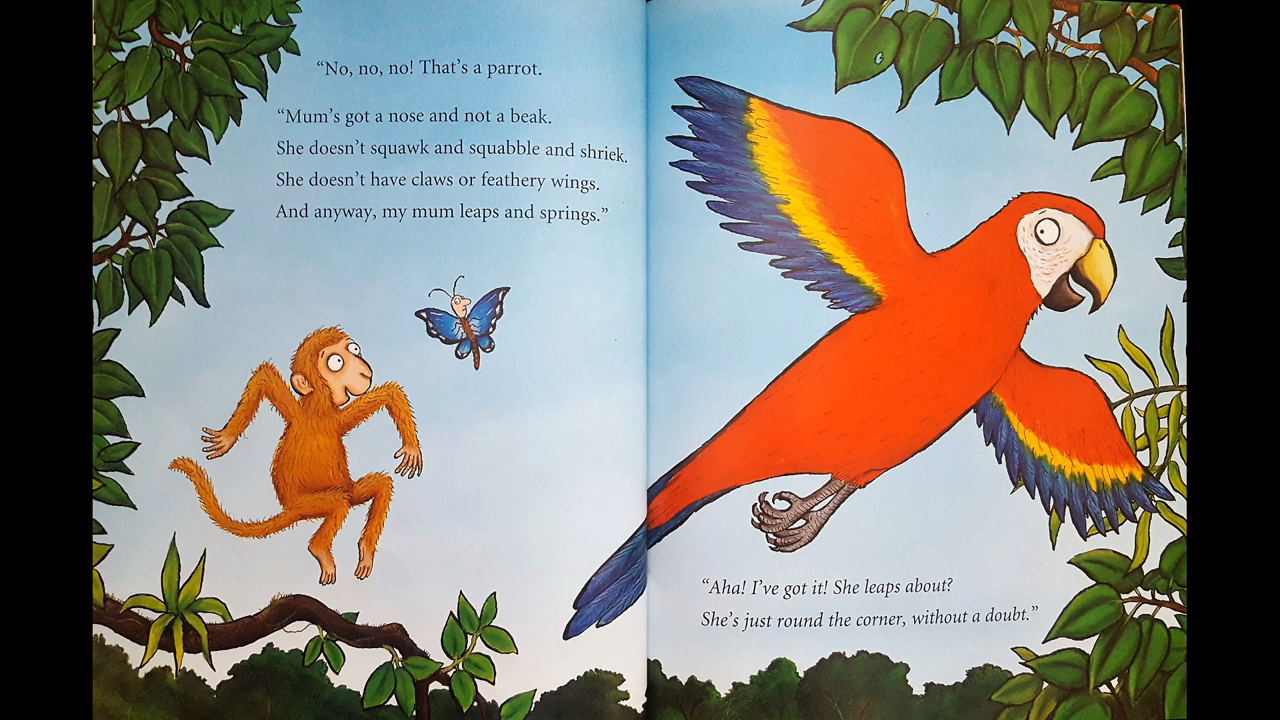 “No, no, no! That’s a parrot.
“Mum’s got a nose and not a beak.
She doesn’t squawk and squabble and shriek.
She doesn’t have claws or feathery wings.
And anyway, my mum leaps and springs.”
“Aha! I’ve got it! She leaps about?
She’s just round the corner, without a doubt.”